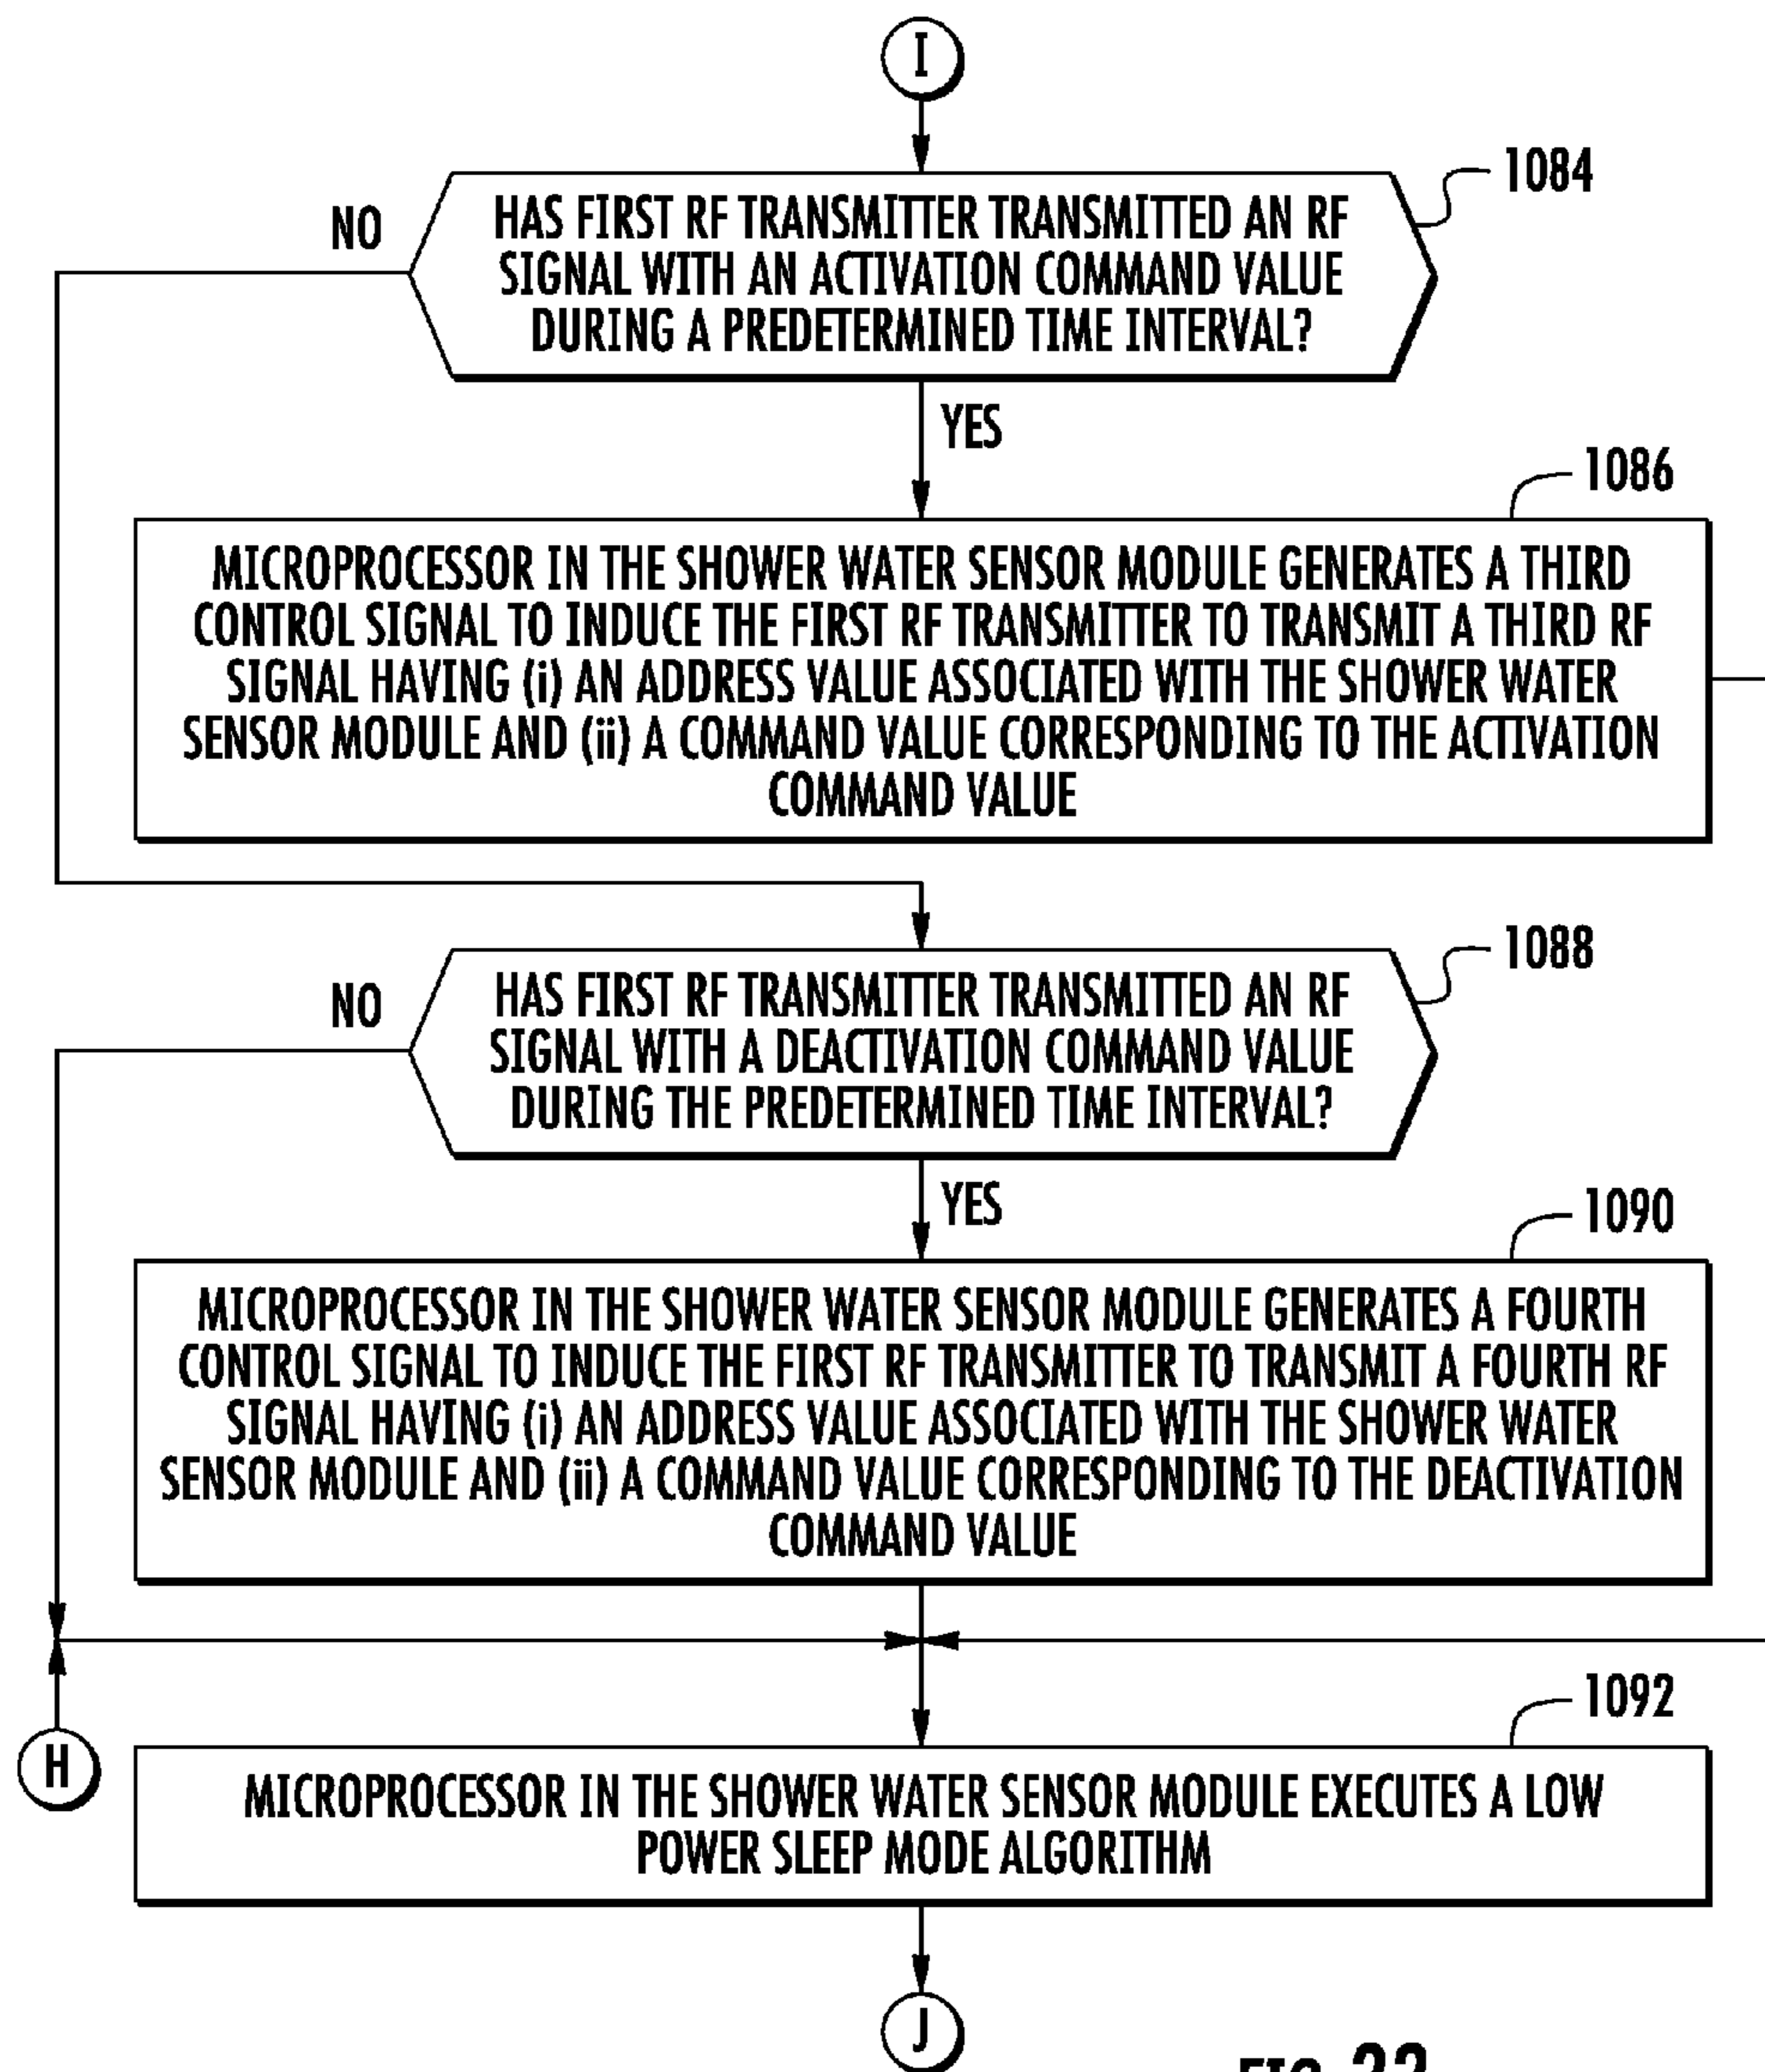 I
1084
NO
HAS FIRST RF TRANSMITTER TRANSMITTED AN RF
SIGNAL WITH AN ACTIVATION COMMAND VALUE
DURING A PREDETERMINED TIME INTERVAL?
YES
1086
MICROPROCESSOR IN THE SHOWER WATER SENSOR MODULE GENERATES A THIRD
CONTROL SIGNAL TO INDUCE THE FIRST RF TRANSMITTER TO TRANSMIT A THIRD RF
SIGNAL HAVING (i) AN ADDRESS VALUE ASSOCIATED WITH THE SHOWER WATER
SENSOR MODULE AND (ii) A COMMAND VALUE CORRESPONDING TO THE ACTIVATION
COMMAND VALUE
1088
NO
HAS FIRST RF TRANSMITTER TRANSMITTED AN RF
SIGNAL WITH A DEACTIVATION COMMAND VALUE
DURING THE PREDETERMINED TIME INTERVAL?
YES
1090
MICROPROCESSOR IN THE SHOWER WATER SENSOR MODULE GENERATES A FOURTH
CONTROL SIGNAL TO INDUCE THE FIRST RF TRANSMITTER TO TRANSMIT A FOURTH RF
SIGNAL HAVING (i) AN ADDRESS VALUE ASSOCIATED WITH THE SHOWER WATER
SENSOR MODULE AND (ii) A COMMAND VALUE CORRESPONDING TO THE DEACTIVATION
COMMAND VALUE
1092
H
MICROPROCESSOR IN THE SHOWER WATER SENSOR MODULE EXECUTES A LOW
POWER SLEEP MODE ALGORITHM
J